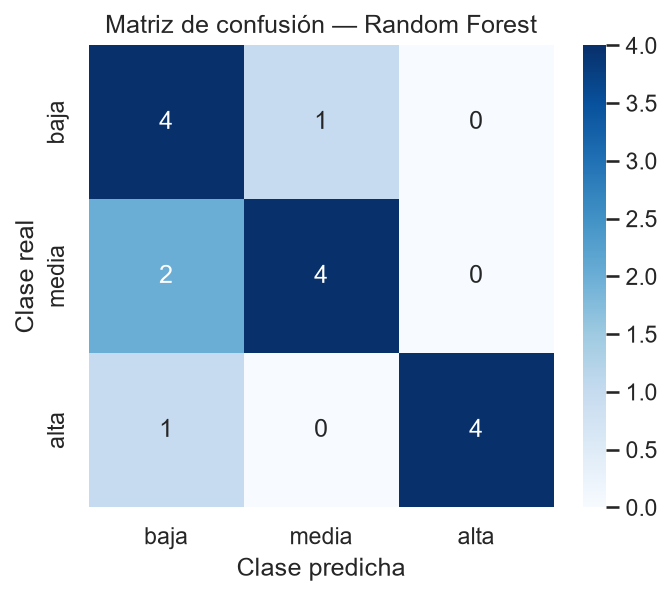 Matriz de confusión — Random Forest
Clase real
baja
4
1
0
media
2
4
0
alta
1
0
4
baja
media
alta
Clase predicha
4.0
3.5
3.0
2.5
2.0
1.5
1.0
0.5
0.0